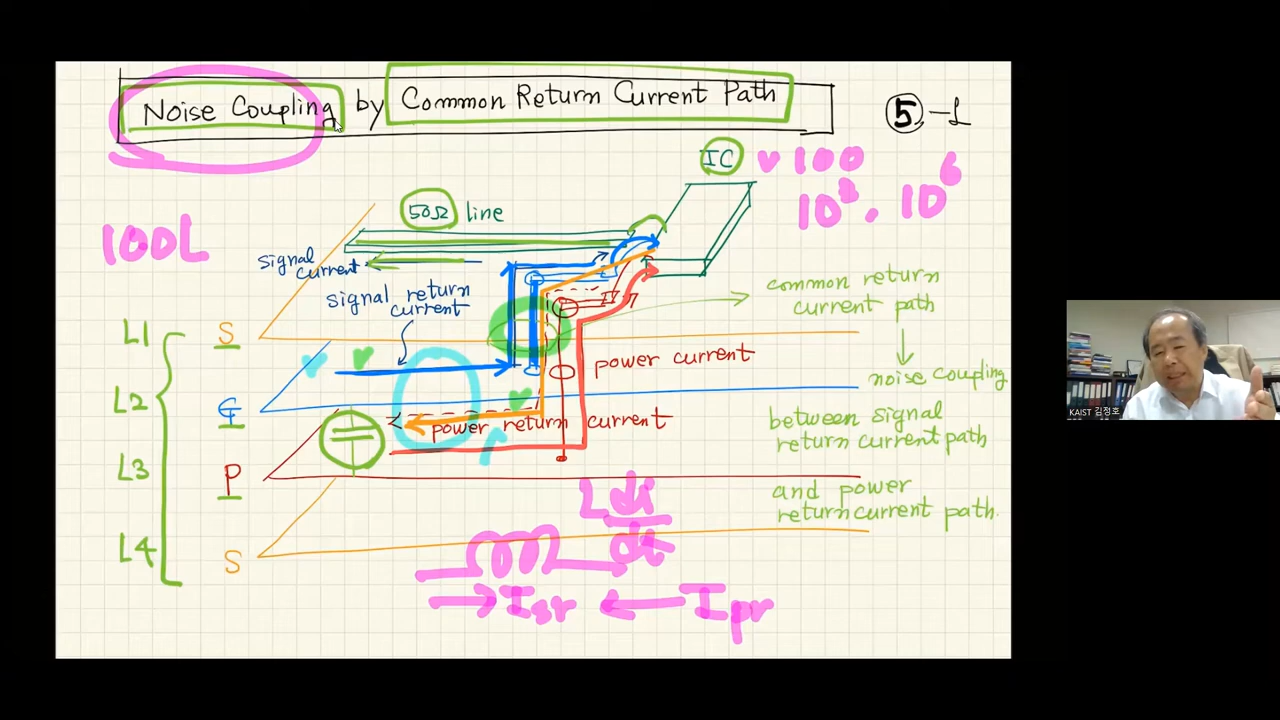 Noise Coupling by Common Return Current Path
⑤-1
IC
v 100
10², 10⁶
50Ω line
100L
signal
current
signal return
current
common return
current path
L1
S
power current
noise coupling
L2
G
between signal
return current path
power return current
L3
P
L di/dt
and power
return current path.
L4
S
Isr
Ipr
KAIST 김정호